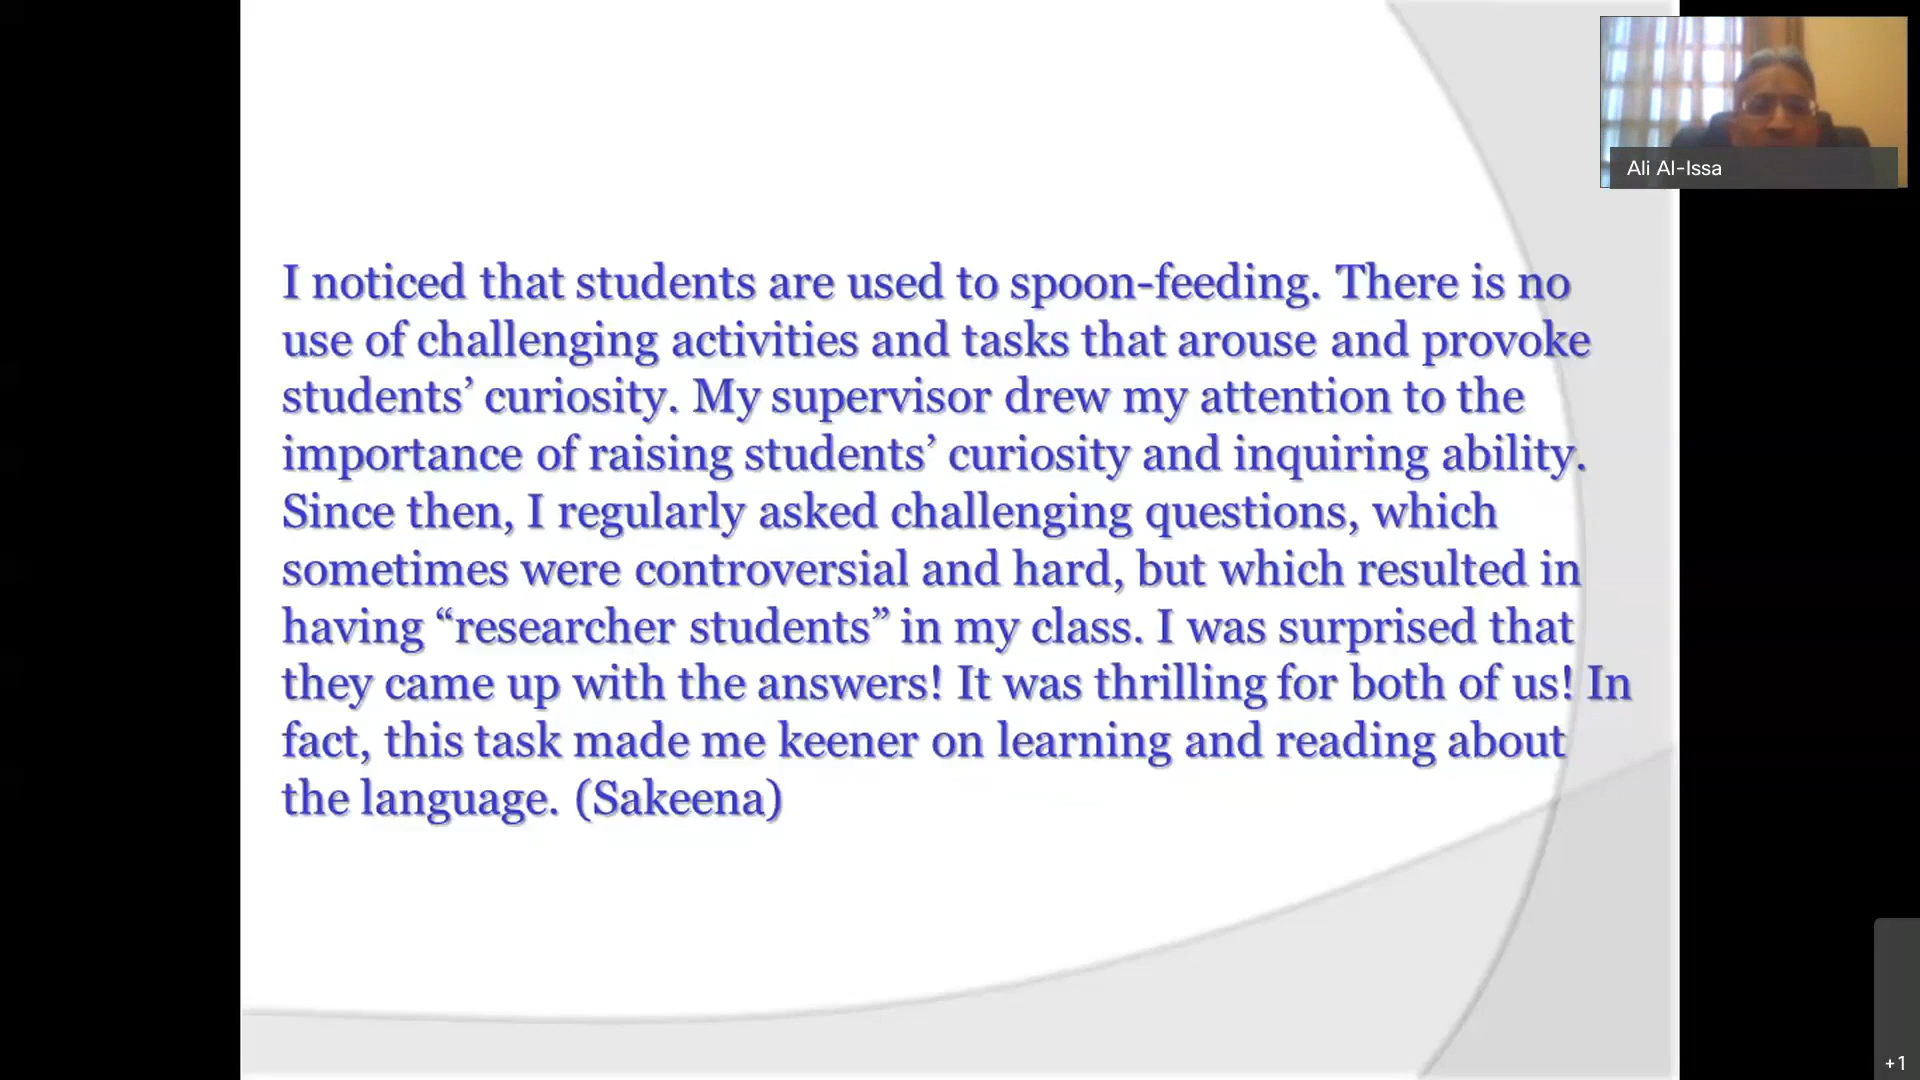 Ali Al-Issa
I noticed that students are used to spoon-feeding. There is no
use of challenging activities and tasks that arouse and provoke
students’ curiosity. My supervisor drew my attention to the
importance of raising students’ curiosity and inquiring ability.
Since then, I regularly asked challenging questions, which
sometimes were controversial and hard, but which resulted in
having “researcher students” in my class. I was surprised that
they came up with the answers! It was thrilling for both of us! In
fact, this task made me keener on learning and reading about
the language. (Sakeena)
+1